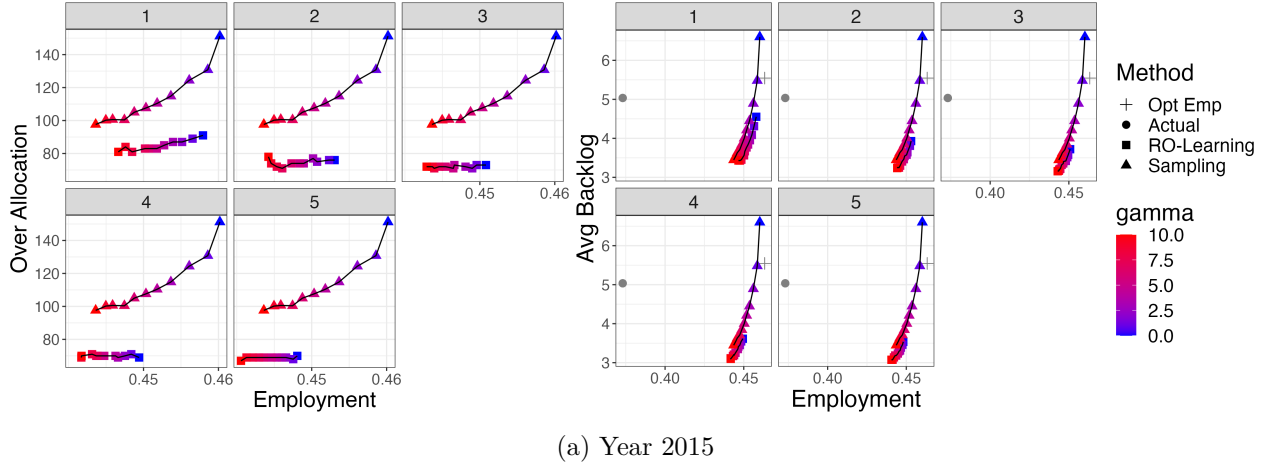 1 2 3
140
120
100
80
0.45 0.46
4 5
140
120
100
80
0.45 0.46 0.45 0.46
Over Allocation
Employment
1 2 3
6
5
4
3
0.40 0.45
4 5
6
5
4
3
0.40 0.45 0.40 0.45
Avg Backlog
Employment
Method
Opt Emp
Actual
RO-Learning
Sampling
gamma
10.0
7.5
5.0
2.5
0.0
(a) Year 2015